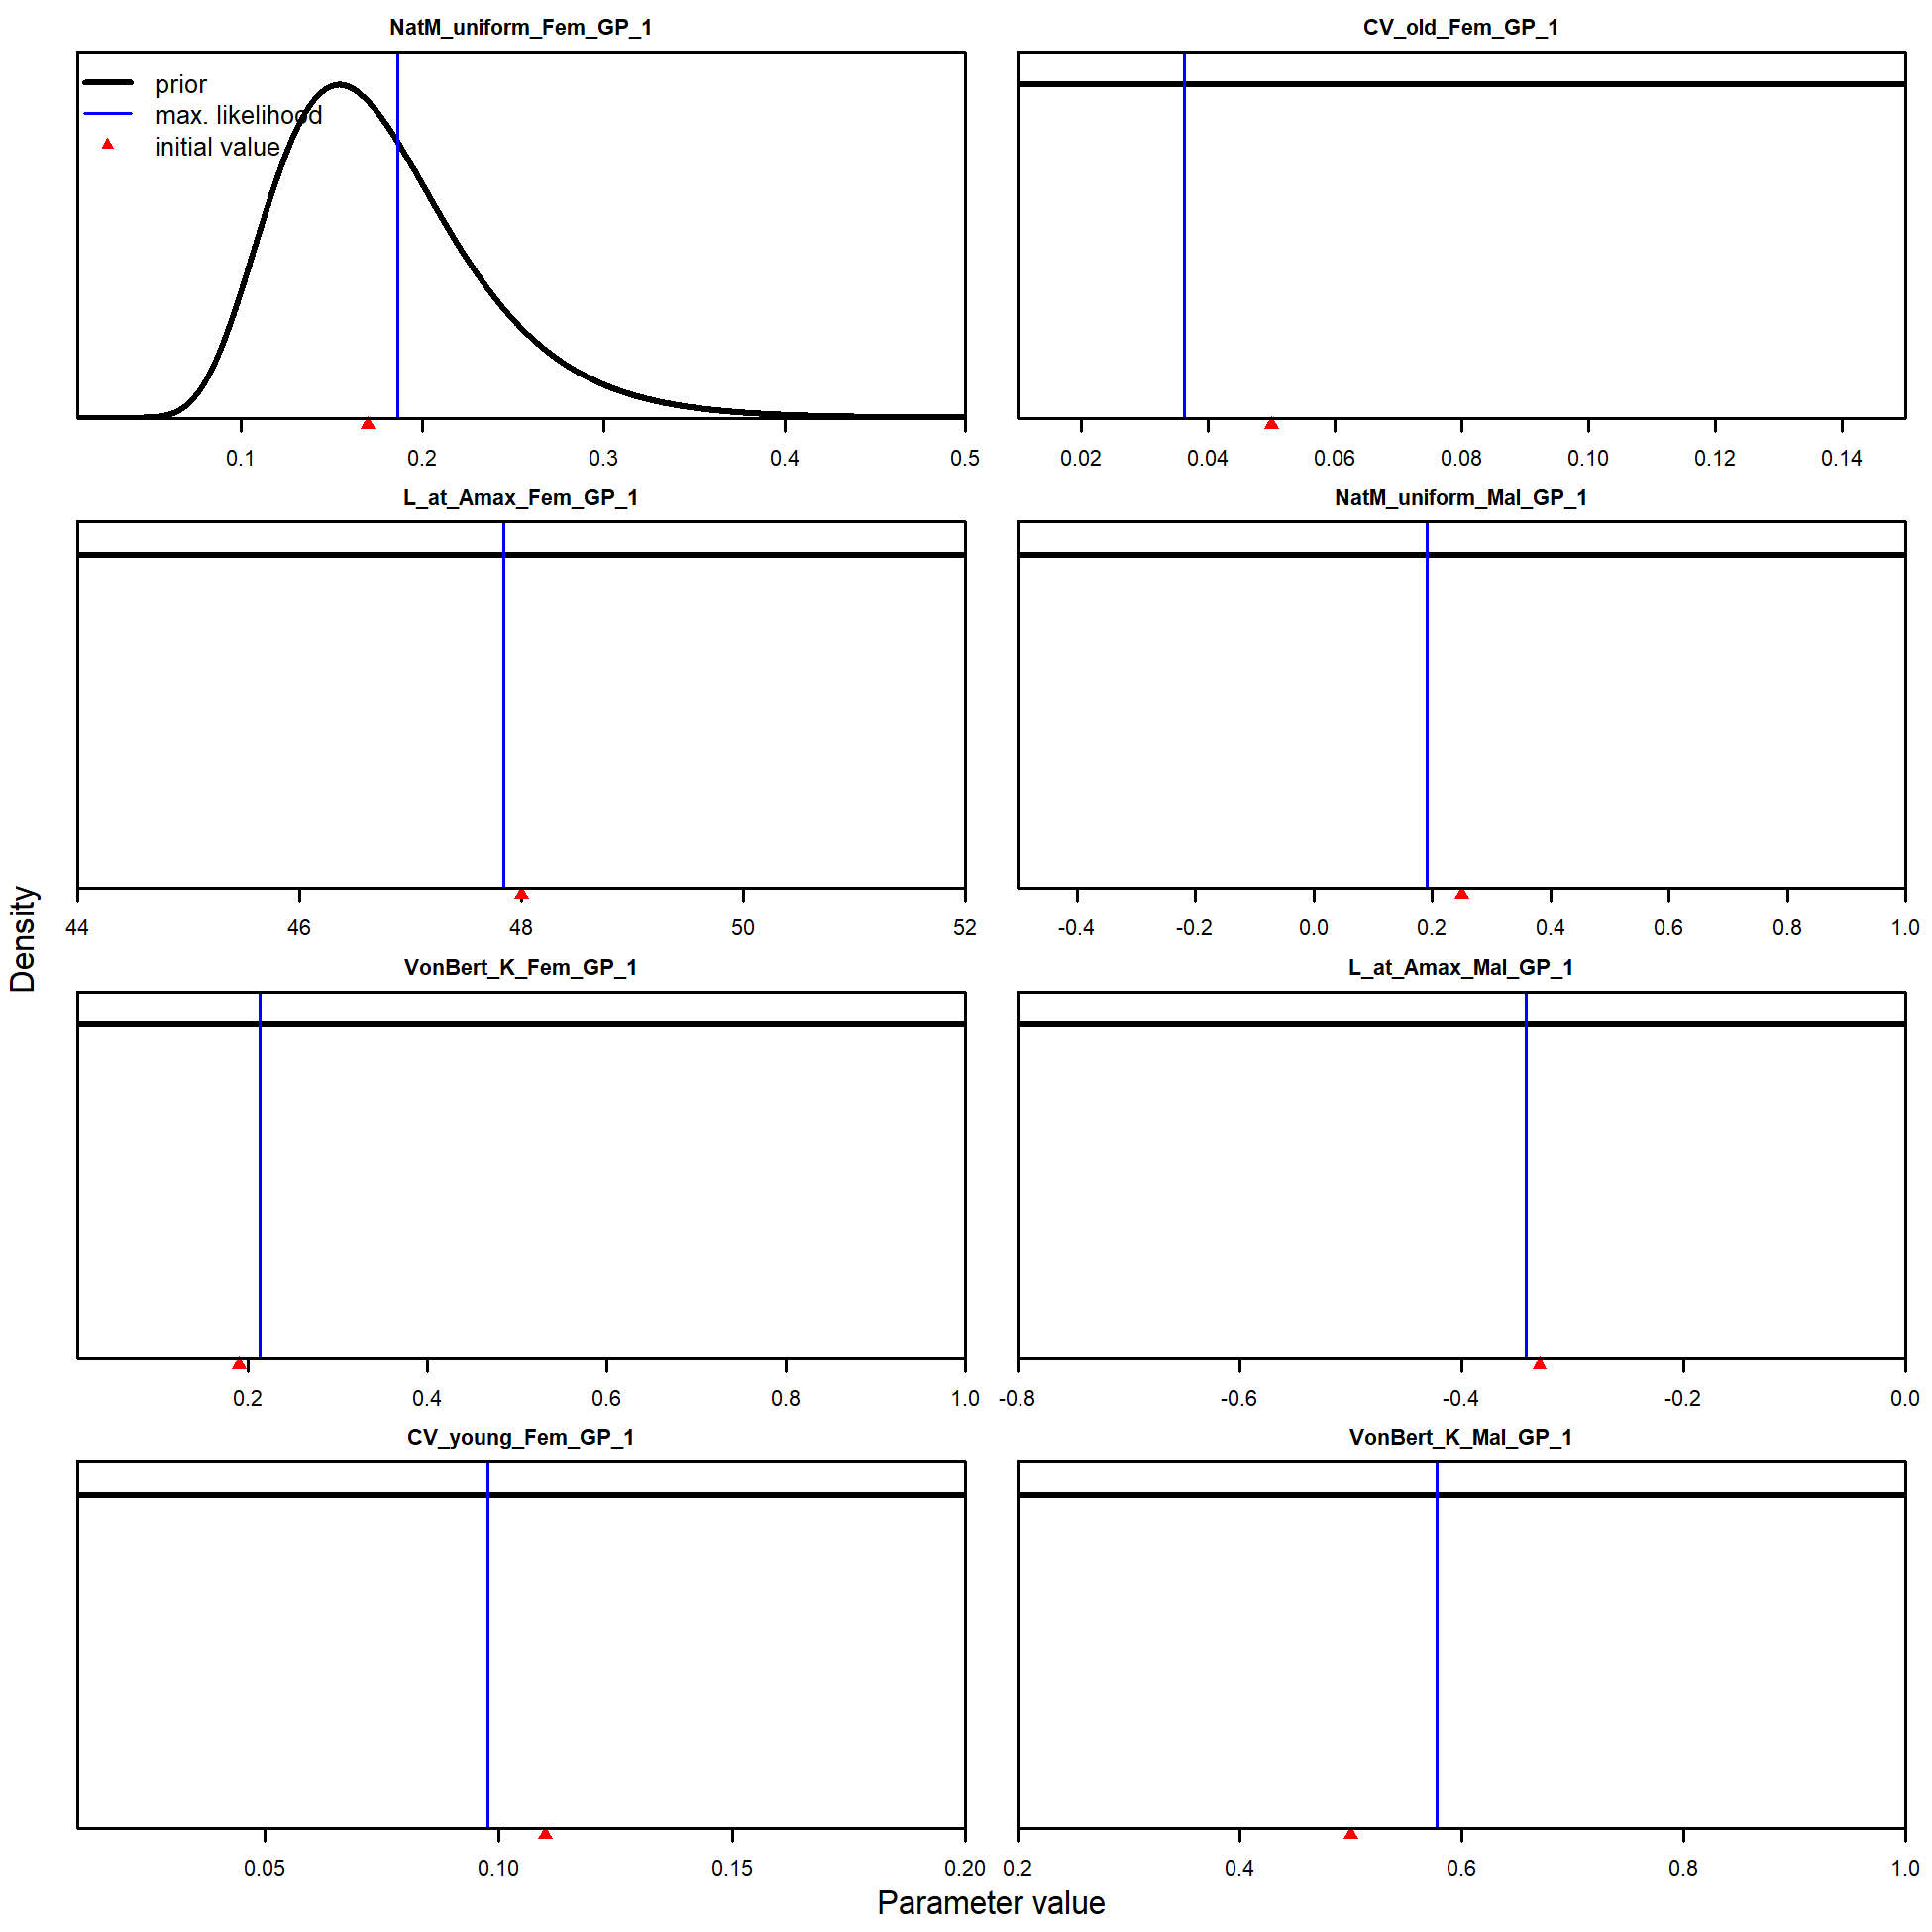 NatM_uniform_Fem_GP_1
prior
max. likelihood
initial value
0.1 0.2 0.3 0.4 0.5
CV_old_Fem_GP_1
0.02 0.04 0.06 0.08 0.10 0.12 0.14
L_at_Amax_Fem_GP_1
44 46 48 50 52
NatM_uniform_Mal_GP_1
-0.4 -0.2 0.0 0.2 0.4 0.6 0.8 1.0
VonBert_K_Fem_GP_1
0.2 0.4 0.6 0.8 1.0
L_at_Amax_Mal_GP_1
-0.8 -0.6 -0.4 -0.2 0.0
CV_young_Fem_GP_1
0.05 0.10 0.15 0.20
VonBert_K_Mal_GP_1
0.2 0.4 0.6 0.8 1.0
Density
Parameter value